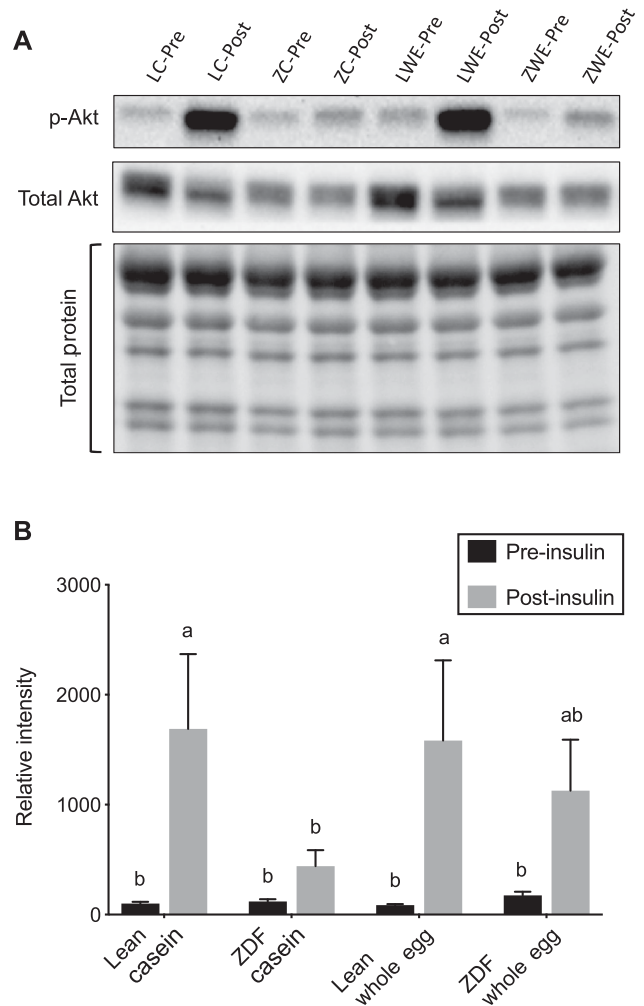 A
LC-Pre
LC-Post
ZC-Pre
ZC-Post
LWE-Pre
LWE-Post
ZWE-Pre
ZWE-Post
p-Akt
Total Akt
Total protein
B
Pre-insulin
Post-insulin
3000
2000
1000
0
Relative intensity
b
a
b
b
b
a
b
ab
Lean
casein
ZDF
casein
Lean
whole egg
ZDF
whole egg